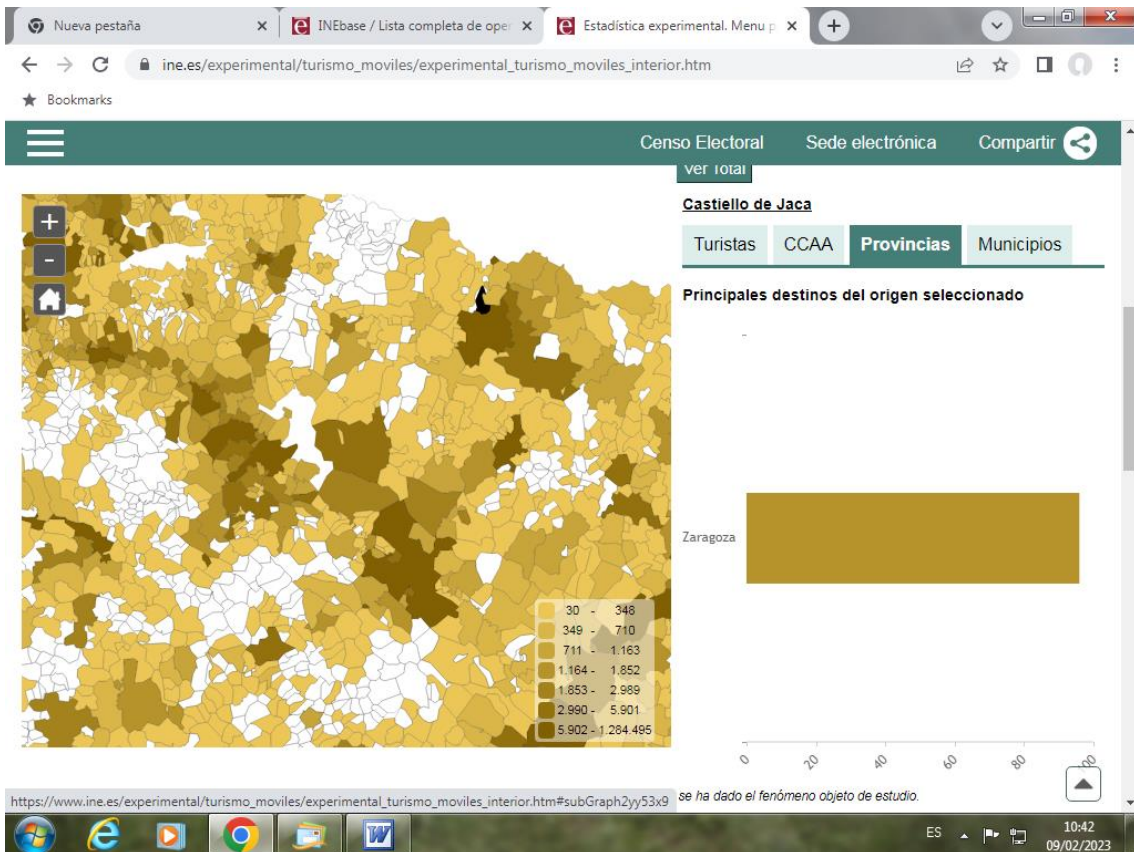 Nueva pestaña
INEbase / Lista completa de oper
Estadística experimental. Menu p
ine.es/experimental/turismo_moviles/experimental_turismo_moviles_interior.htm
Bookmarks
Censo Electoral Sede electrónica Compartir
Ver Total
Castiello de Jaca
Turistas CCAA Provincias Municipios
Principales destinos del origen seleccionado
+
-
Zaragoza
30 - 348
349 - 710
711 - 1.163
1.164 - 1.852
1.853 - 2.989
2.990 - 5.901
5.902 - 1.284.495
0 20 40 60 80 100
se ha dado el fenómeno objeto de estudio.
https://www.ine.es/experimental/turismo_moviles/experimental_turismo_moviles_interior.htm#subGraph2yy53x9
ES
10:42
09/02/2023